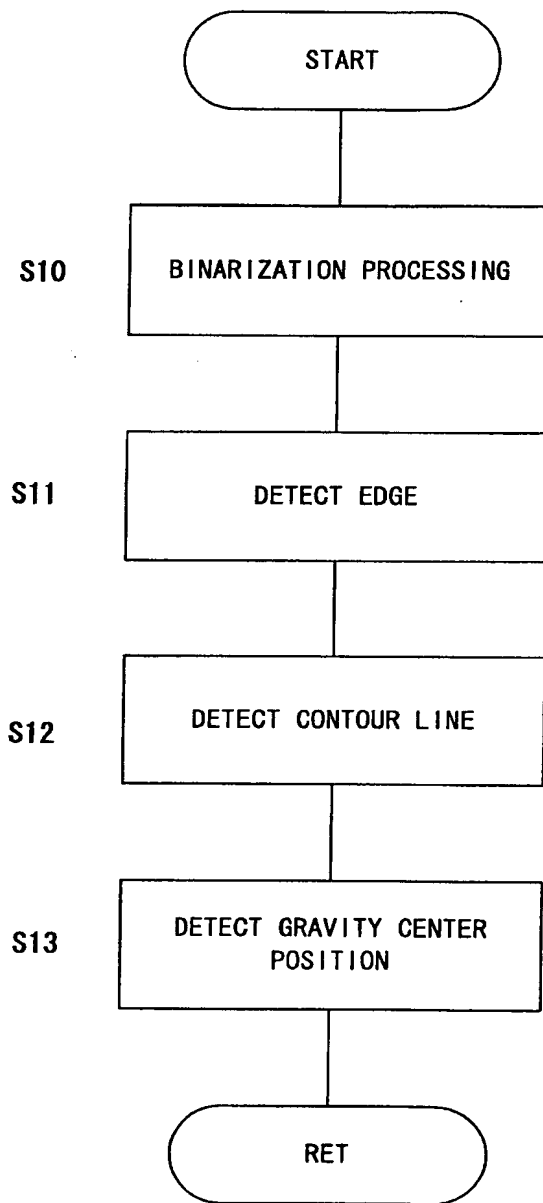 START
S10
BINARIZATION PROCESSING
S11
DETECT EDGE
S12
DETECT CONTOUR LINE
S13
DETECT GRAVITY CENTER
POSITION
RET